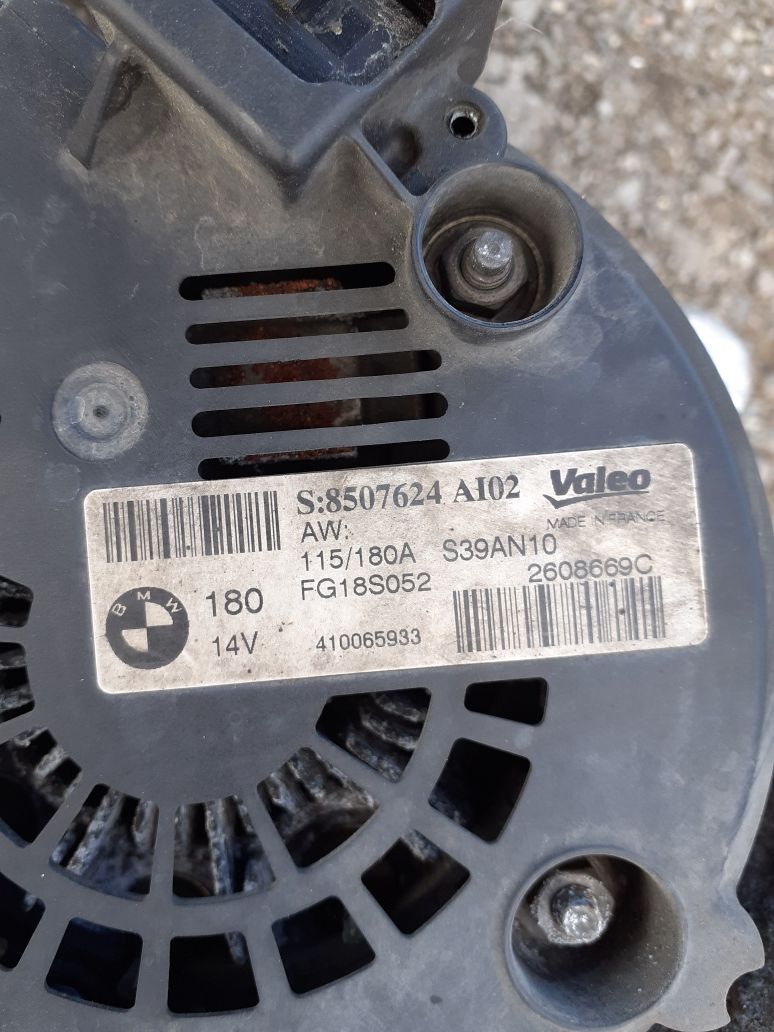 S:8507624 AI02
Valeo
MADE IN FRANCE
AW:
115/180A S39AN10
FG18S052 2608669C
BMW
180
14V
410065933